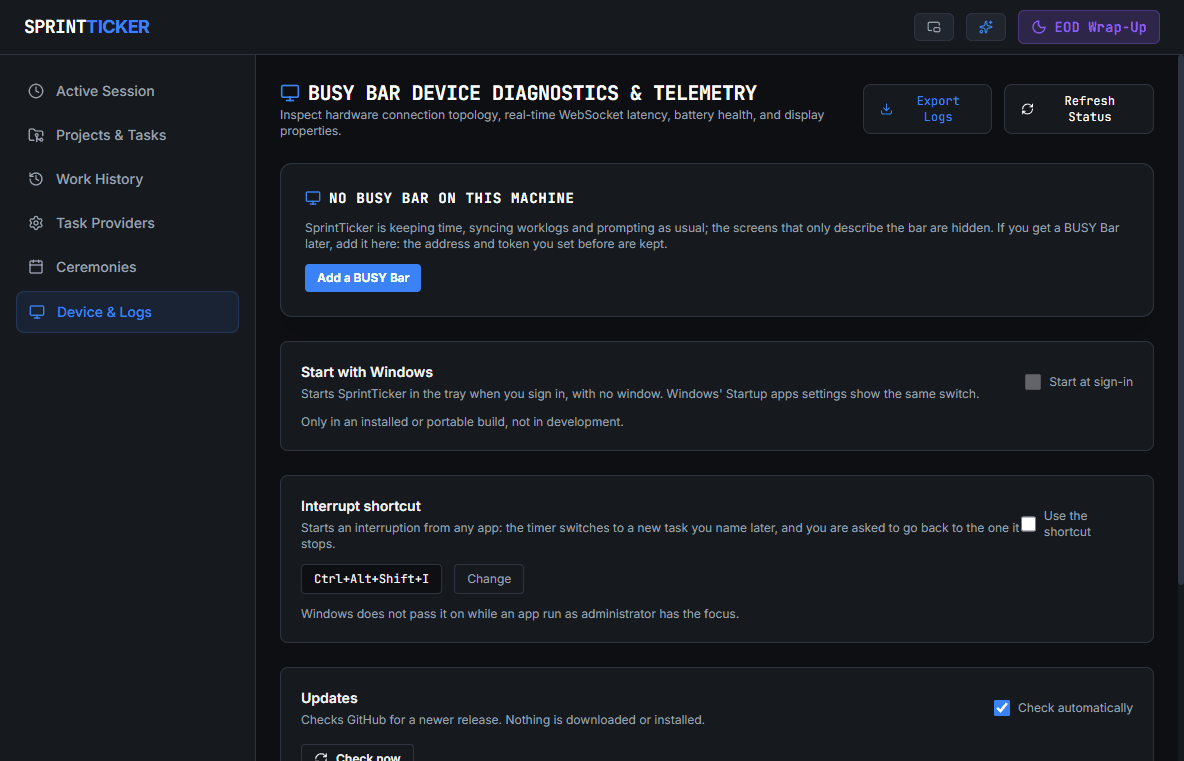 SPRINTTICKER
EOD Wrap-Up
Active Session
Projects & Tasks
Work History
Task Providers
Ceremonies
Device & Logs
BUSY BAR DEVICE DIAGNOSTICS & TELEMETRY
Inspect hardware connection topology, real-time WebSocket latency, battery health, and display
properties.
Export
Logs
Refresh
Status
NO BUSY BAR ON THIS MACHINE
SprintTicker is keeping time, syncing worklogs and prompting as usual; the screens that only describe the bar are hidden. If you get a BUSY Bar
later, add it here: the address and token you set before are kept.
Add a BUSY Bar
Start with Windows
Starts SprintTicker in the tray when you sign in, with no window. Windows' Startup apps settings show the same switch.
Start at sign-in
Only in an installed or portable build, not in development.
Interrupt shortcut
Starts an interruption from any app: the timer switches to a new task you name later, and you are asked to go back to the one it
stops.
Use the
shortcut
Ctrl+Alt+Shift+I
Change
Windows does not pass it on while an app run as administrator has the focus.
Updates
Checks GitHub for a newer release. Nothing is downloaded or installed.
Check automatically
Check now